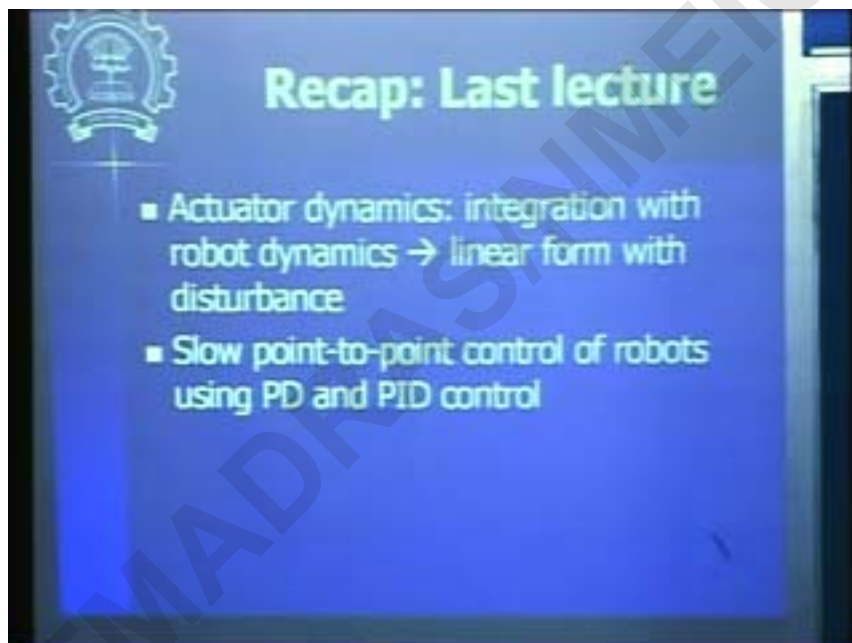 Recap: Last lecture
■ Actuator dynamics: integration with
robot dynamics → linear form with
disturbance
■ Slow point-to-point control of robots
using PD and PID control